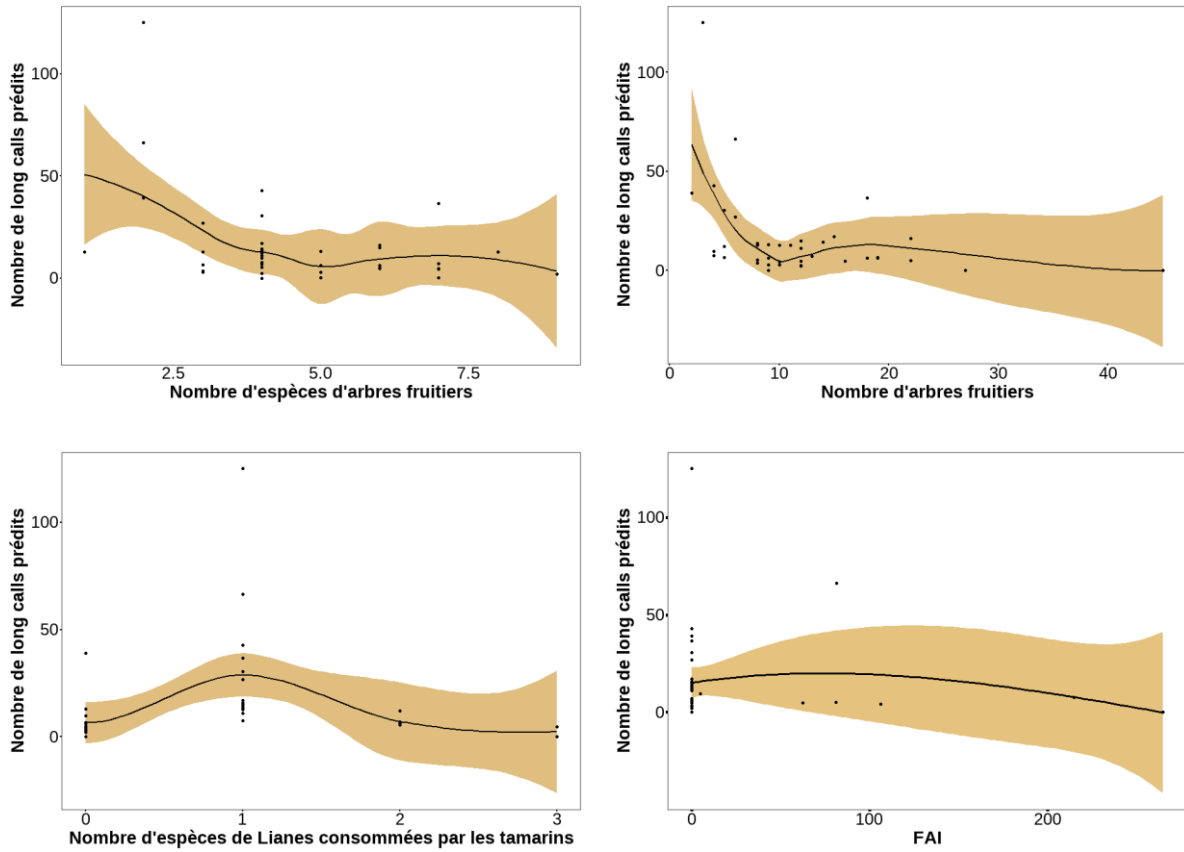 Nombre de long calls prédits
100
50
0
2.5 5.0 7.5
Nombre d'espèces d'arbres fruitiers
Nombre de long calls prédits
100
50
0
0 10 20 30 40
Nombre d'arbres fruitiers
Nombre de long calls prédits
100
50
0
0 1 2 3
Nombre d'espèces de Lianes consommées par les tamarins
Nombre de long calls prédits
100
50
0
0 100 200
FAI